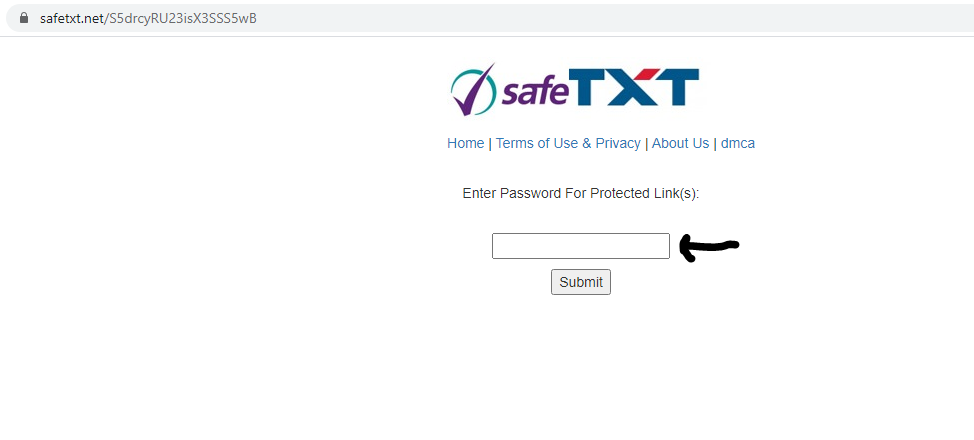 safetxt.net/S5drcyRU23isX3SSS5wB
safeTXT
Home | Terms of Use & Privacy | About Us | dmca
Enter Password For Protected Link(s):
Submit